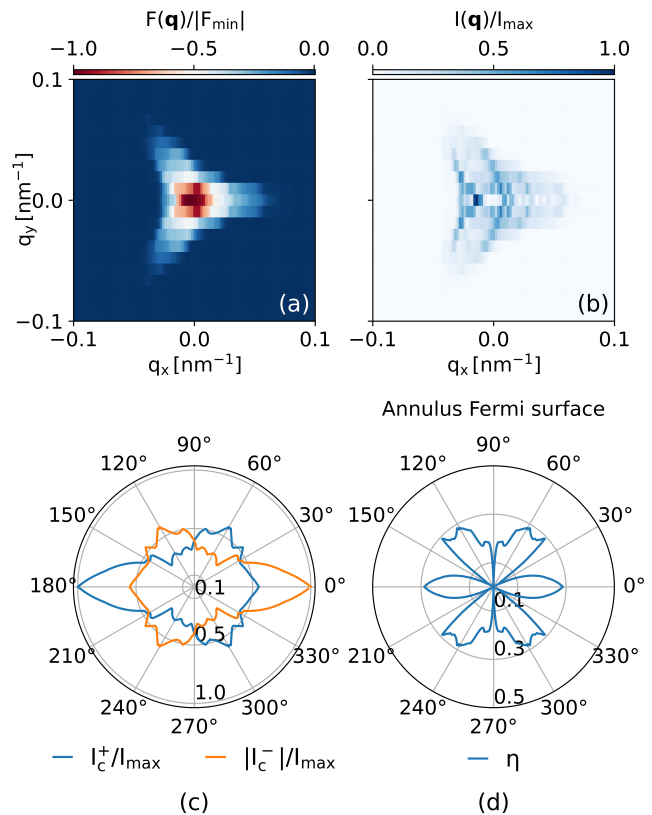 F(q)/|F_min| I(q)/I_max
−1.0 −0.5 0.0 0.0 0.5 1.0
0.1
q_y [nm⁻¹]
0.0
(a) (b)
−0.1
−0.1 0.0 0.1 −0.1 0.0 0.1
q_x [nm⁻¹] q_x [nm⁻¹]
Annulus Fermi surface
90° 90°
120° 60° 120° 60°
150° 30° 150° 30°
180° 0.1 0° 180° 0.1 0°
0.5 0.3
210° 330° 210° 330°
1.0 0.5
240° 300° 240° 300°
270° 270°
I_c⁺/I_max |I_c⁻|/I_max η
(c) (d)